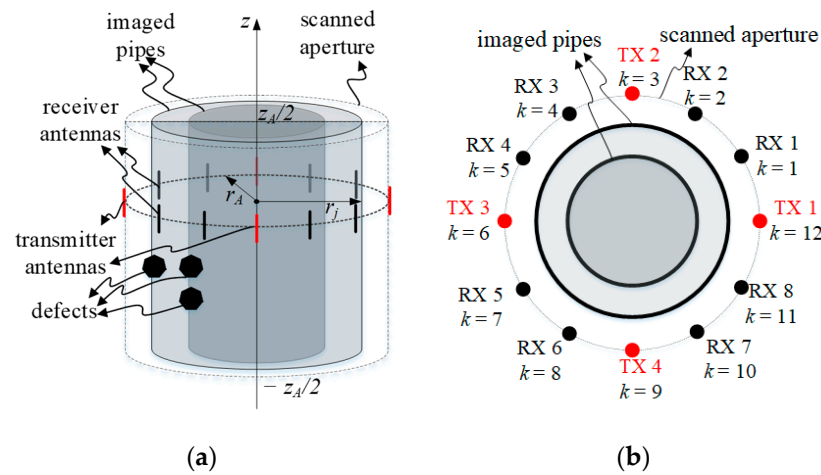 imaged
pipes
z
scanned
aperture
z_A/2
receiver
antennas
r_A
r_j
transmitter
antennas
defects
− z_A/2
(a)
imaged pipes
scanned aperture
TX 2
k = 3
RX 2
k = 2
RX 3
k = 4
RX 1
k = 1
RX 4
k = 5
TX 3
k = 6
TX 1
k = 12
RX 5
k = 7
RX 8
k = 11
RX 6
k = 8
RX 7
k = 10
TX 4
k = 9
(b)